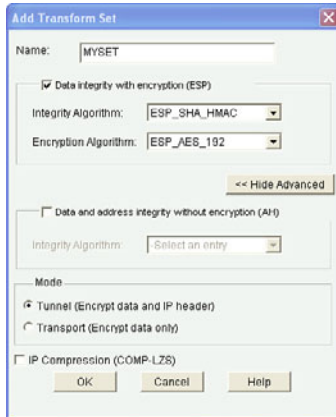 Add Transform Set
Name: MYSET
Data integrity with encryption (ESP)
Integrity Algorithm: ESP_SHA_HMAC
Encryption Algorithm: ESP_AES_192
<< Hide Advanced
Data and address integrity without encryption (AH)
Integrity Algorithm: -Select an entry
Mode
Tunnel (Encrypt data and IP header)
Transport (Encrypt data only)
IP Compression (COMP-LZS)
OK Cancel Help